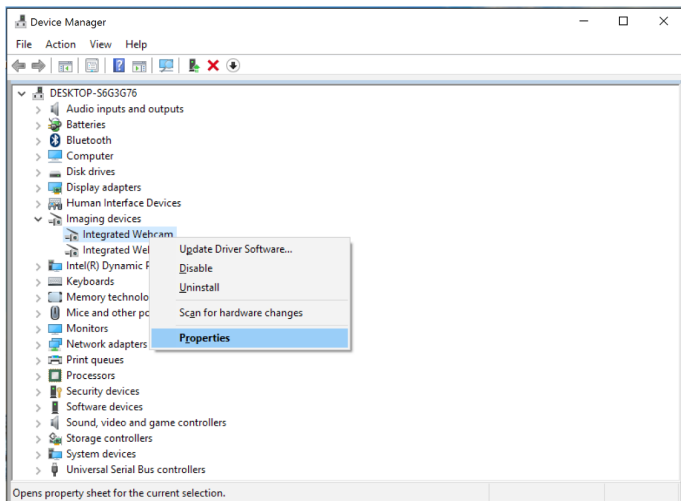 Device Manager
File Action View Help
DESKTOP-S6G3G76
Audio inputs and outputs
Batteries
Bluetooth
Computer
Disk drives
Display adapters
Human Interface Devices
Imaging devices
Integrated Webcam
Integrated We
Intel(R) Dynamic P
Keyboards
Memory technolo
Mice and other po
Monitors
Network adapters
Print queues
Processors
Security devices
Software devices
Sound, video and game controllers
Storage controllers
System devices
Universal Serial Bus controllers
Update Driver Software...
Disable
Uninstall
Scan for hardware changes
Properties
Opens property sheet for the current selection.